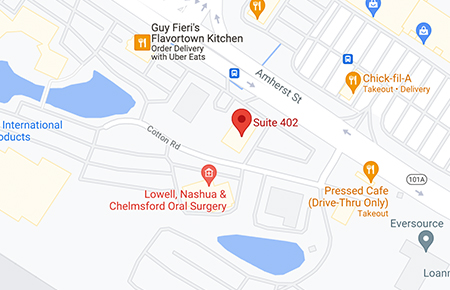 Guy Fieri's
Flavortown Kitchen
Order Delivery
with Uber Eats
Amherst St
Chick-fil-A
Takeout • Delivery
Suite 402
International
oducts
Cotton Rd
Lowell, Nashua &
Chelmsford Oral Surgery
Pressed Cafe
(Drive-Thru Only)
Takeout
101A
Eversource
Loann